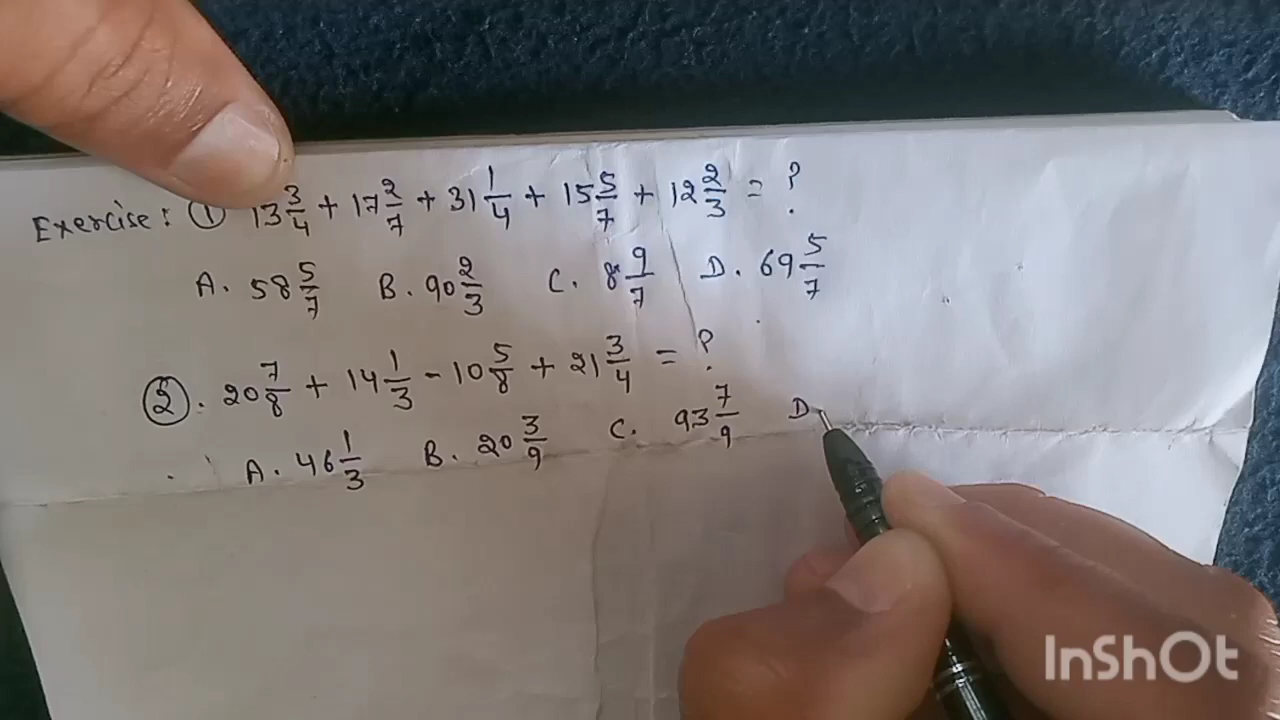 Exercise: ① 13 3/4 + 17 2/7 + 31 1/4 + 15 5/7 + 12 2/3 = ?
A. 58 5/7 B. 90 2/3 C. 8 9/7 D. 69 5/7
②. 20 7/8 + 14 1/3 - 10 5/8 + 21 3/4 = ?
A. 46 1/3 B. 20 3/9 C. 93 7/9 D.
InShOt